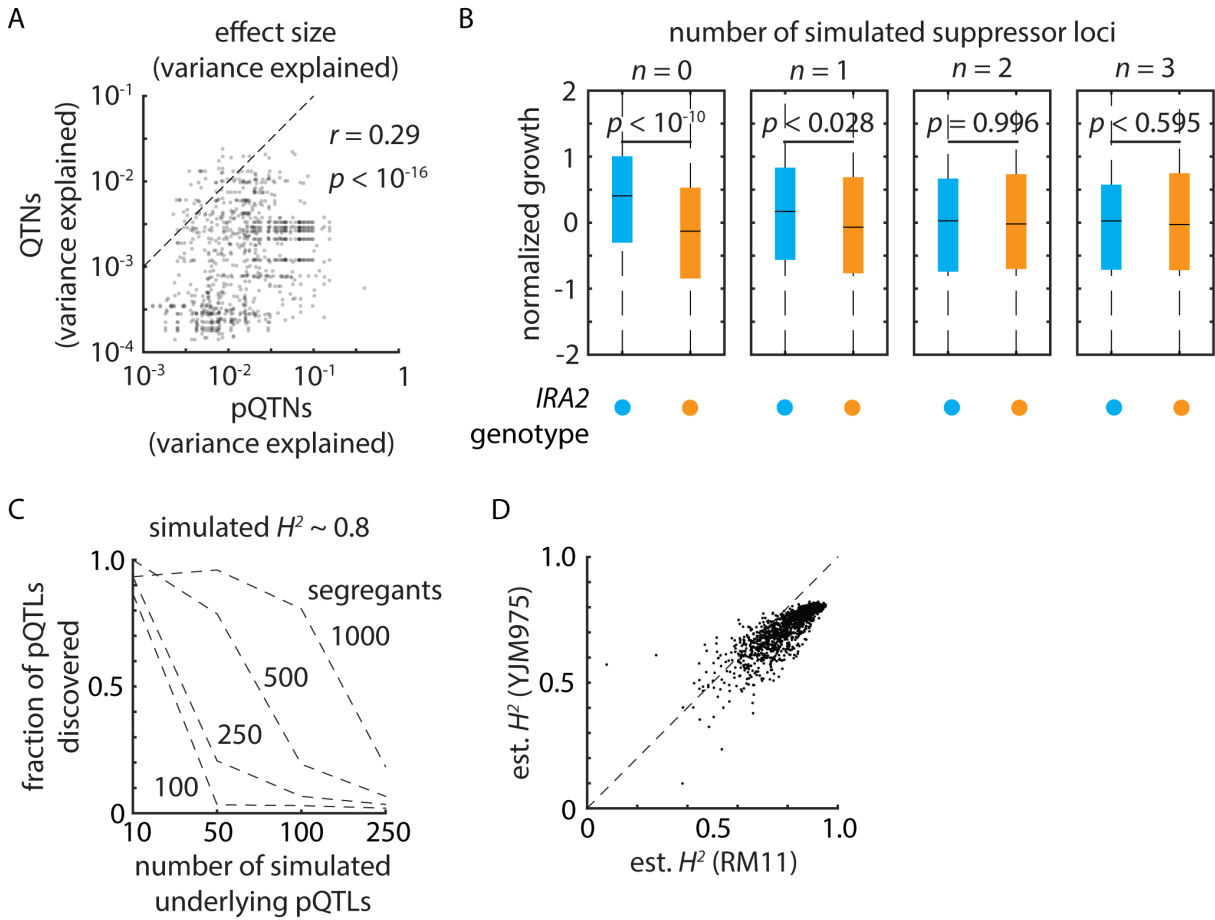 A
effect size
(variance explained)
10-1
10-2
10-3
10-4
QTNs
(variance explained)
r = 0.29
p < 10-16
10-3
10-2
10-1
1
pQTNs
(variance explained)
B
number of simulated suppressor loci
n = 0
n = 1
n = 2
n = 3
2
1
0
-1
-2
normalized growth
p < 10-10
p < 0.028
p = 0.996
p < 0.595
IRA2
genotype
C
simulated H2 ~ 0.8
1.0
0.5
0
fraction of pQTLs
discovered
segregants
1000
500
250
100
10
50
100
250
number of simulated
underlying pQTLs
D
1.0
0.5
0
est. H2 (YJM975)
0
0.5
1.0
est. H2 (RM11)